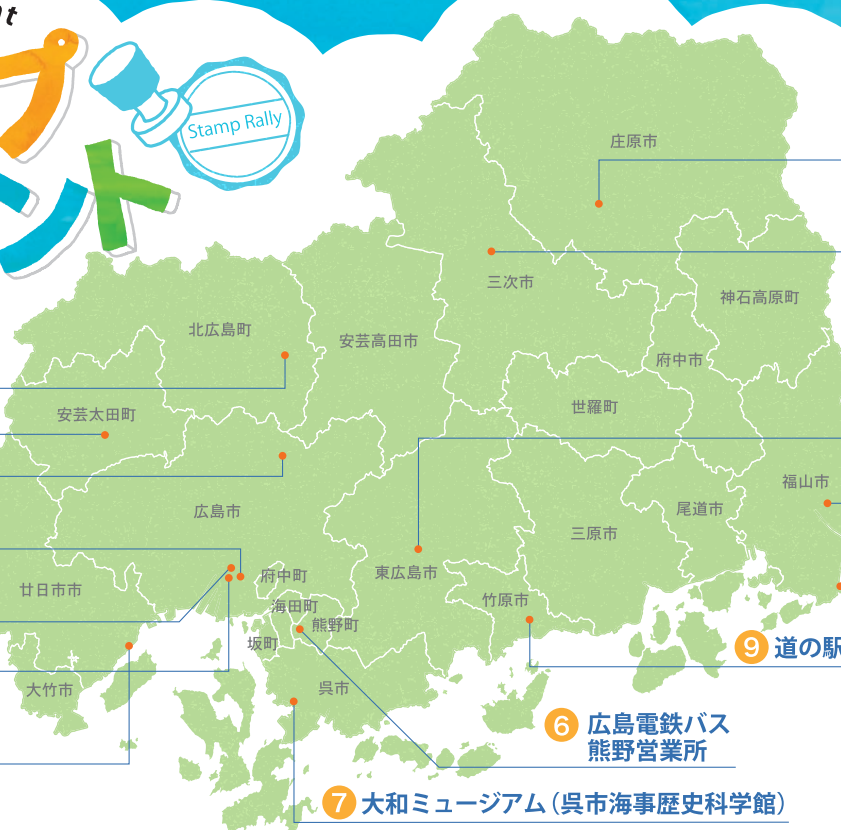 nt
プ
ント
Stamp Rally
庄原市
三次市
神石高原町
北広島町
安芸高田市
府中市
安芸太田町
世羅町
福山市
広島市
尾道市
三原市
廿日市市
府中町
東広島市
海田町
竹原市
熊野町
坂町
大竹市
呉市
9 道の駅
6 広島電鉄バス
熊野営業所
7 大和ミュージアム（呉市海事歴史科学館）